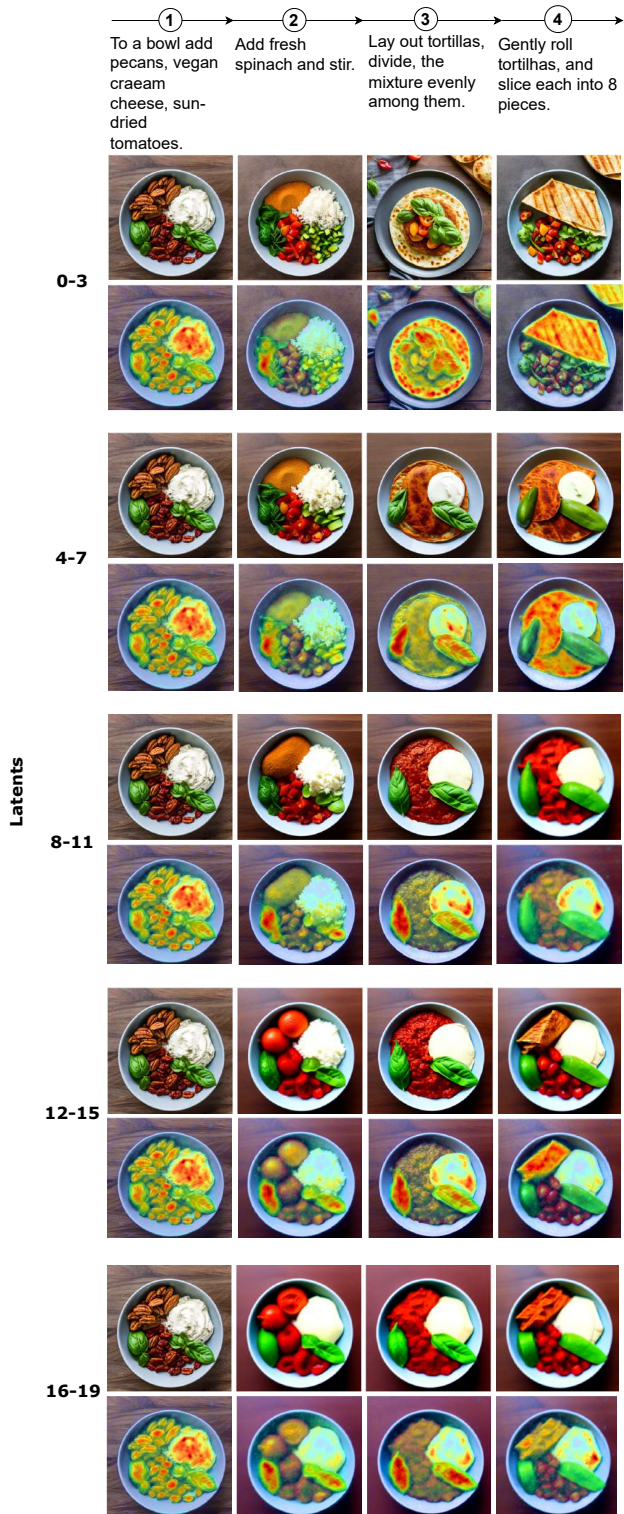 1
2
3
4
To a bowl add
pecans, vegan
craeam
cheese, sun-
dried
tomatoes.
Add fresh
spinach and stir.
Lay out tortillas,
divide, the
mixture evenly
among them.
Gently roll
tortilhas, and
slice each into 8
pieces.
Latents
0-3
4-7
8-11
12-15
16-19